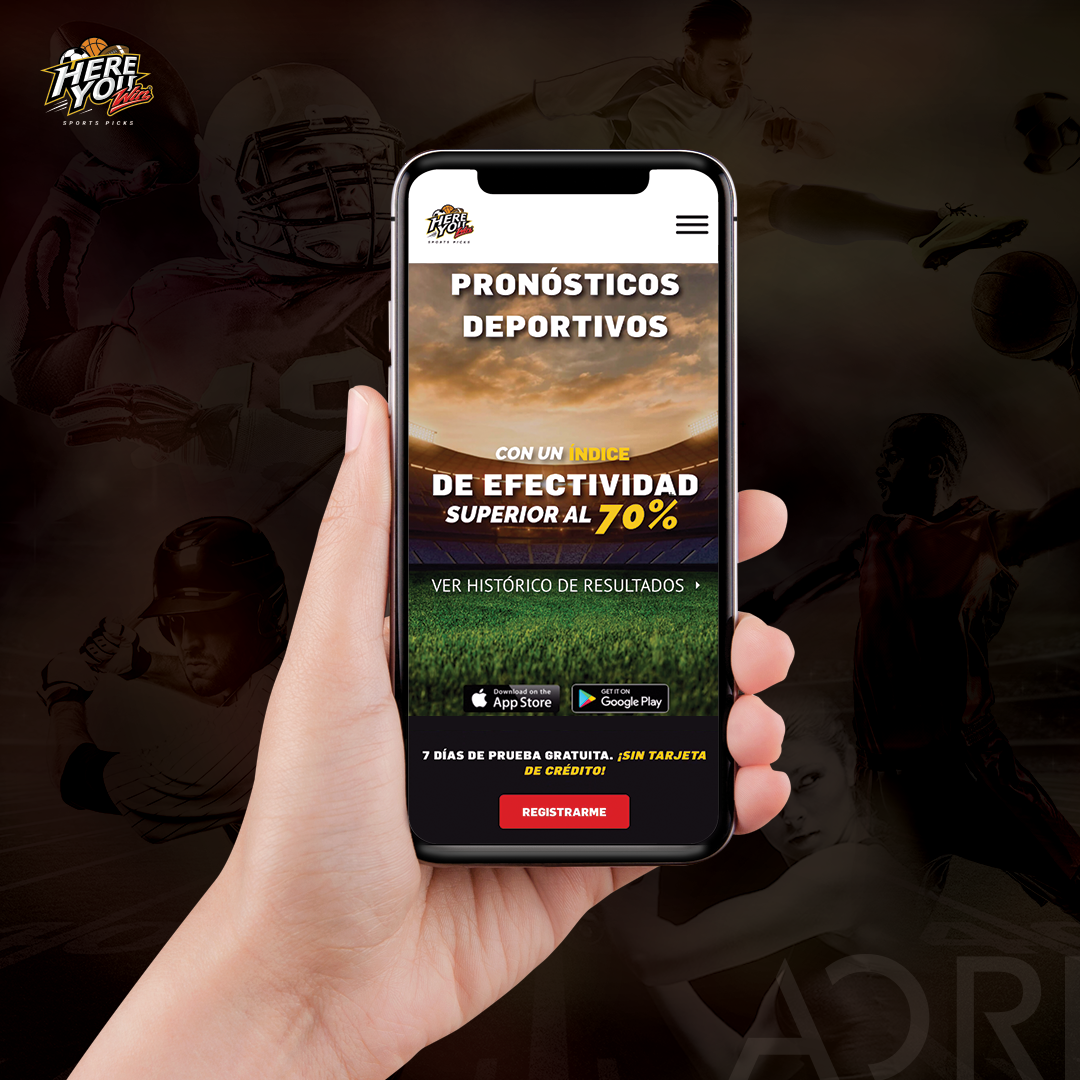 HERE
YOU
Win
SPORTS PICKS
HERE
YOU
Win
SPORTS PICKS
PRONÓSTICOS
DEPORTIVOS
CON UN ÍNDICE
DE EFECTIVIDAD
SUPERIOR AL 70%
VER HISTÓRICO DE RESULTADOS
Download on the
App Store
GET IT ON
Google Play
7 DÍAS DE PRUEBA GRATUITA. ¡SIN TARJETA
DE CRÉDITO!
REGISTRARME
ADRI